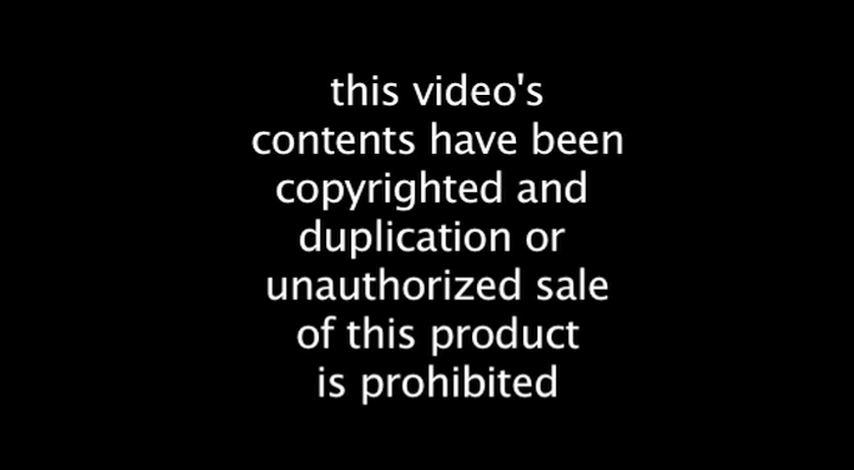 this video's
contents have been
copyrighted and
duplication or
unauthorized sale
of this product
is prohibited